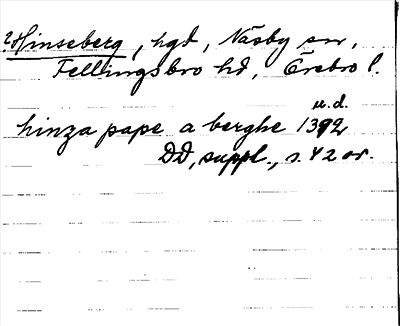 2. Hinseberg, hgd, Näsby sn,
Fellingsbro hd, Örebro l.
u.d.
hinza pape a berghe 1392
DD, suppl., s. 42 or.